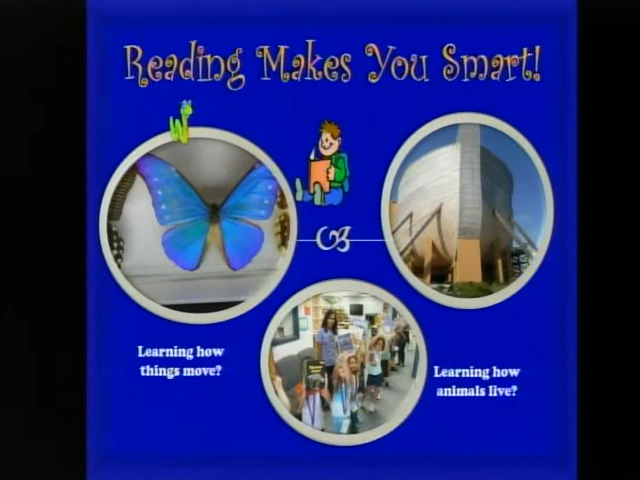 Reading Makes You Smart!
Learning how
things move?
Learning how
animals live?